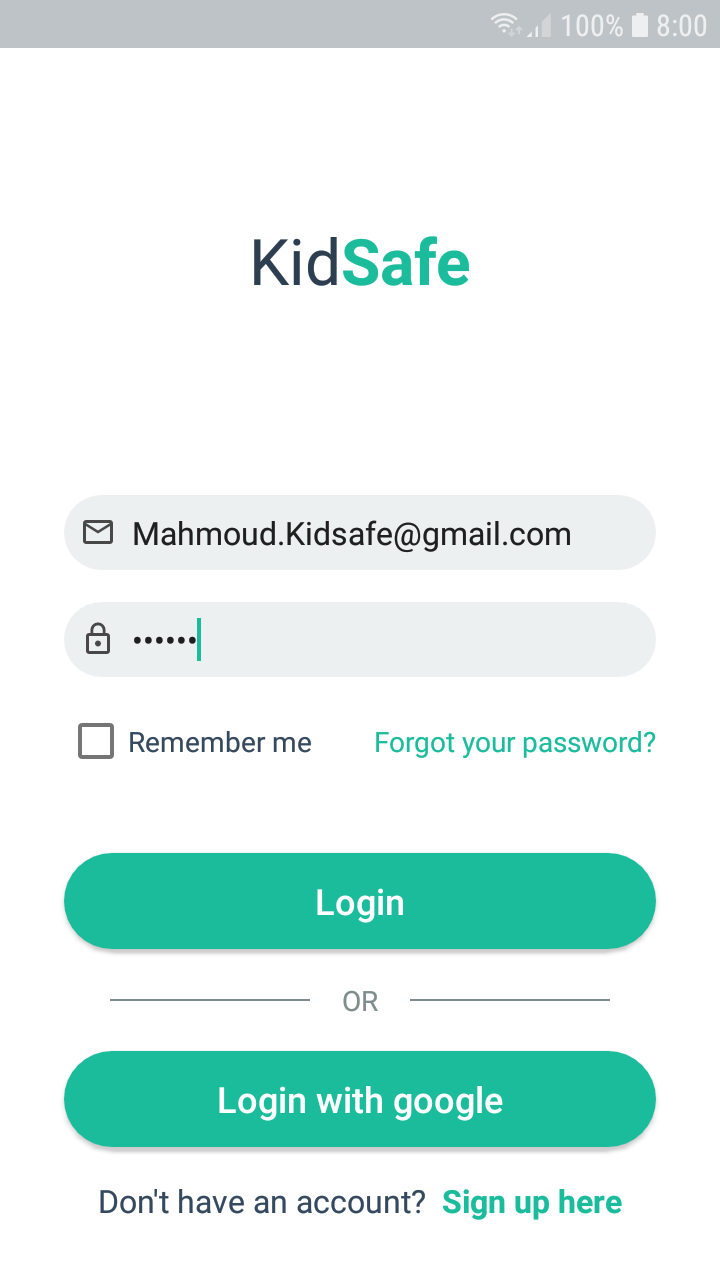 100% 8:00
KidSafe
Mahmoud.Kidsafe@gmail.com
••••••
Remember me Forgot your password?
Login
OR
Login with google
Don't have an account? Sign up here